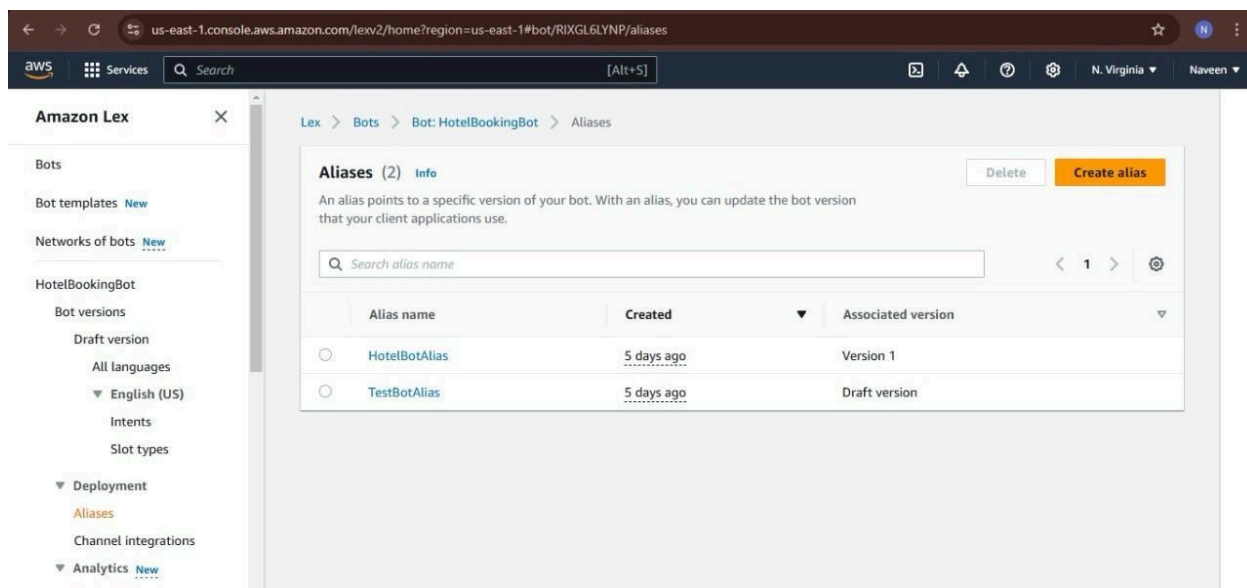 us-east-1.console.aws.amazon.com/lexv2/home?region=us-east-1#bot/RIXGL6LYNP/aliases
N
aws
Services
Search
[Alt+S]
N. Virginia
Naveen
Amazon Lex
Bots
Bot templates New
Networks of bots New
HotelBookingBot
Bot versions
Draft version
All languages
English (US)
Intents
Slot types
Deployment
Aliases
Channel integrations
Analytics New
Lex > Bots > Bot: HotelBookingBot > Aliases
Aliases (2) Info
Delete
Create alias
An alias points to a specific version of your bot. With an alias, you can update the bot version
that your client applications use.
Search alias name
< 1 >
Alias name Created Associated version
HotelBotAlias 5 days ago Version 1
TestBotAlias 5 days ago Draft version